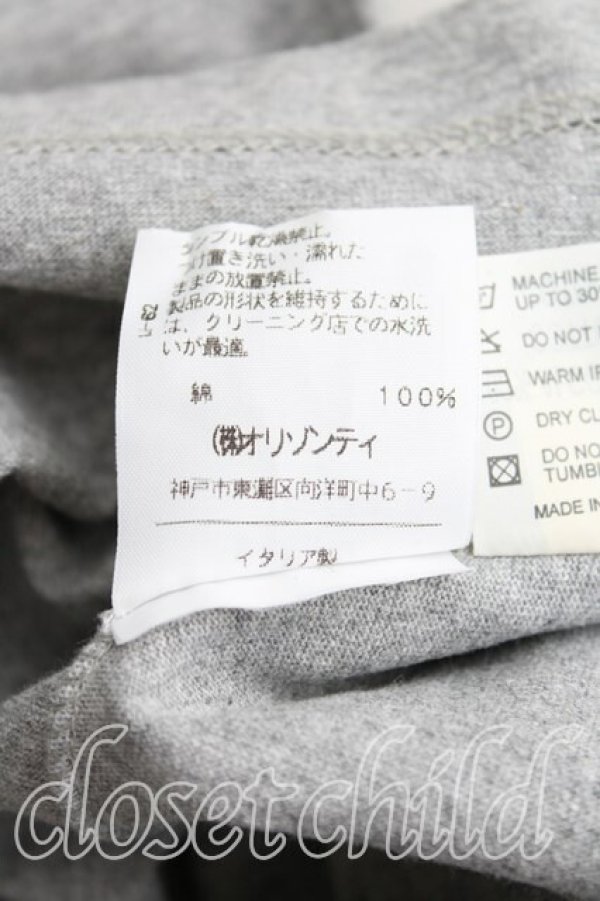 タンブル乾燥禁止。
つけ置き洗い・濡れた
ままの放置禁止。
製品の形状を維持するために
は、クリーニング店での水洗
いが最適。
綿 100%
(株)オリゾンティ
神戸市東灘区向洋町中6-9
イタリア製
MACHINE
UP TO 30°
DO NOT
WARM IR
DRY CL
DO NO
TUMBL
MADE IN
closet child